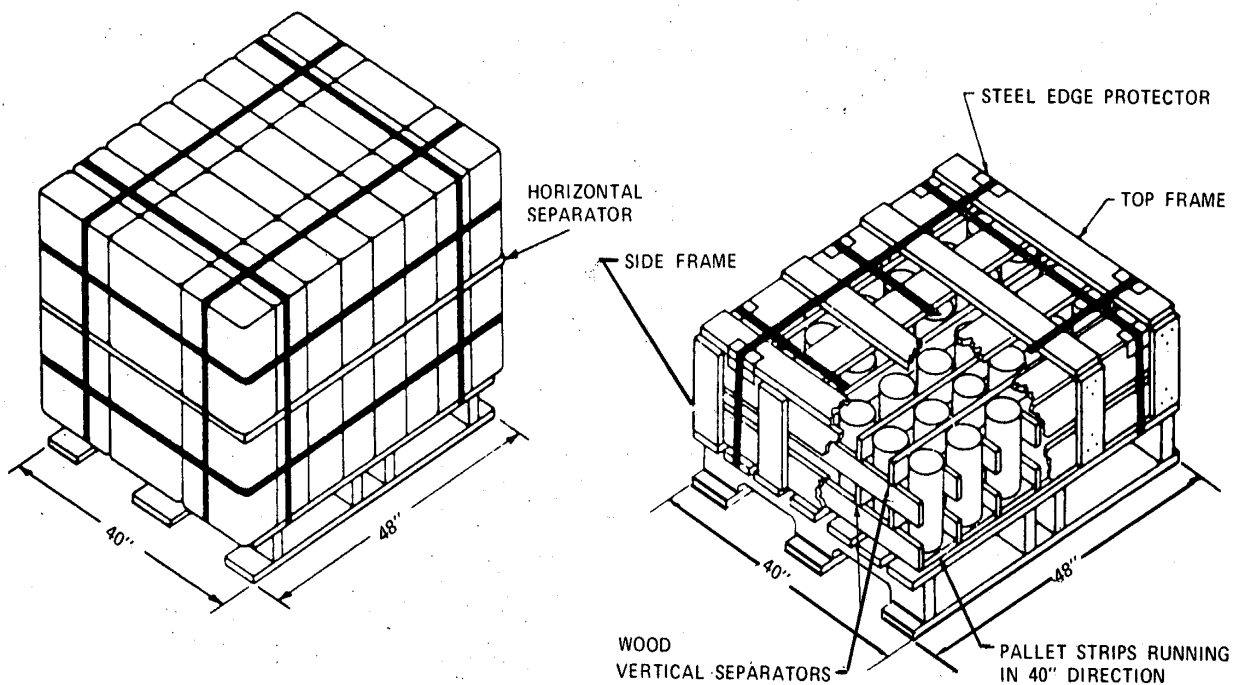 HORIZONTAL
SEPARATOR
40"
48"
STEEL EDGE PROTECTOR
TOP FRAME
SIDE FRAME
40"
48"
WOOD
VERTICAL SEPARATORS
PALLET STRIPS RUNNING
IN 40" DIRECTION